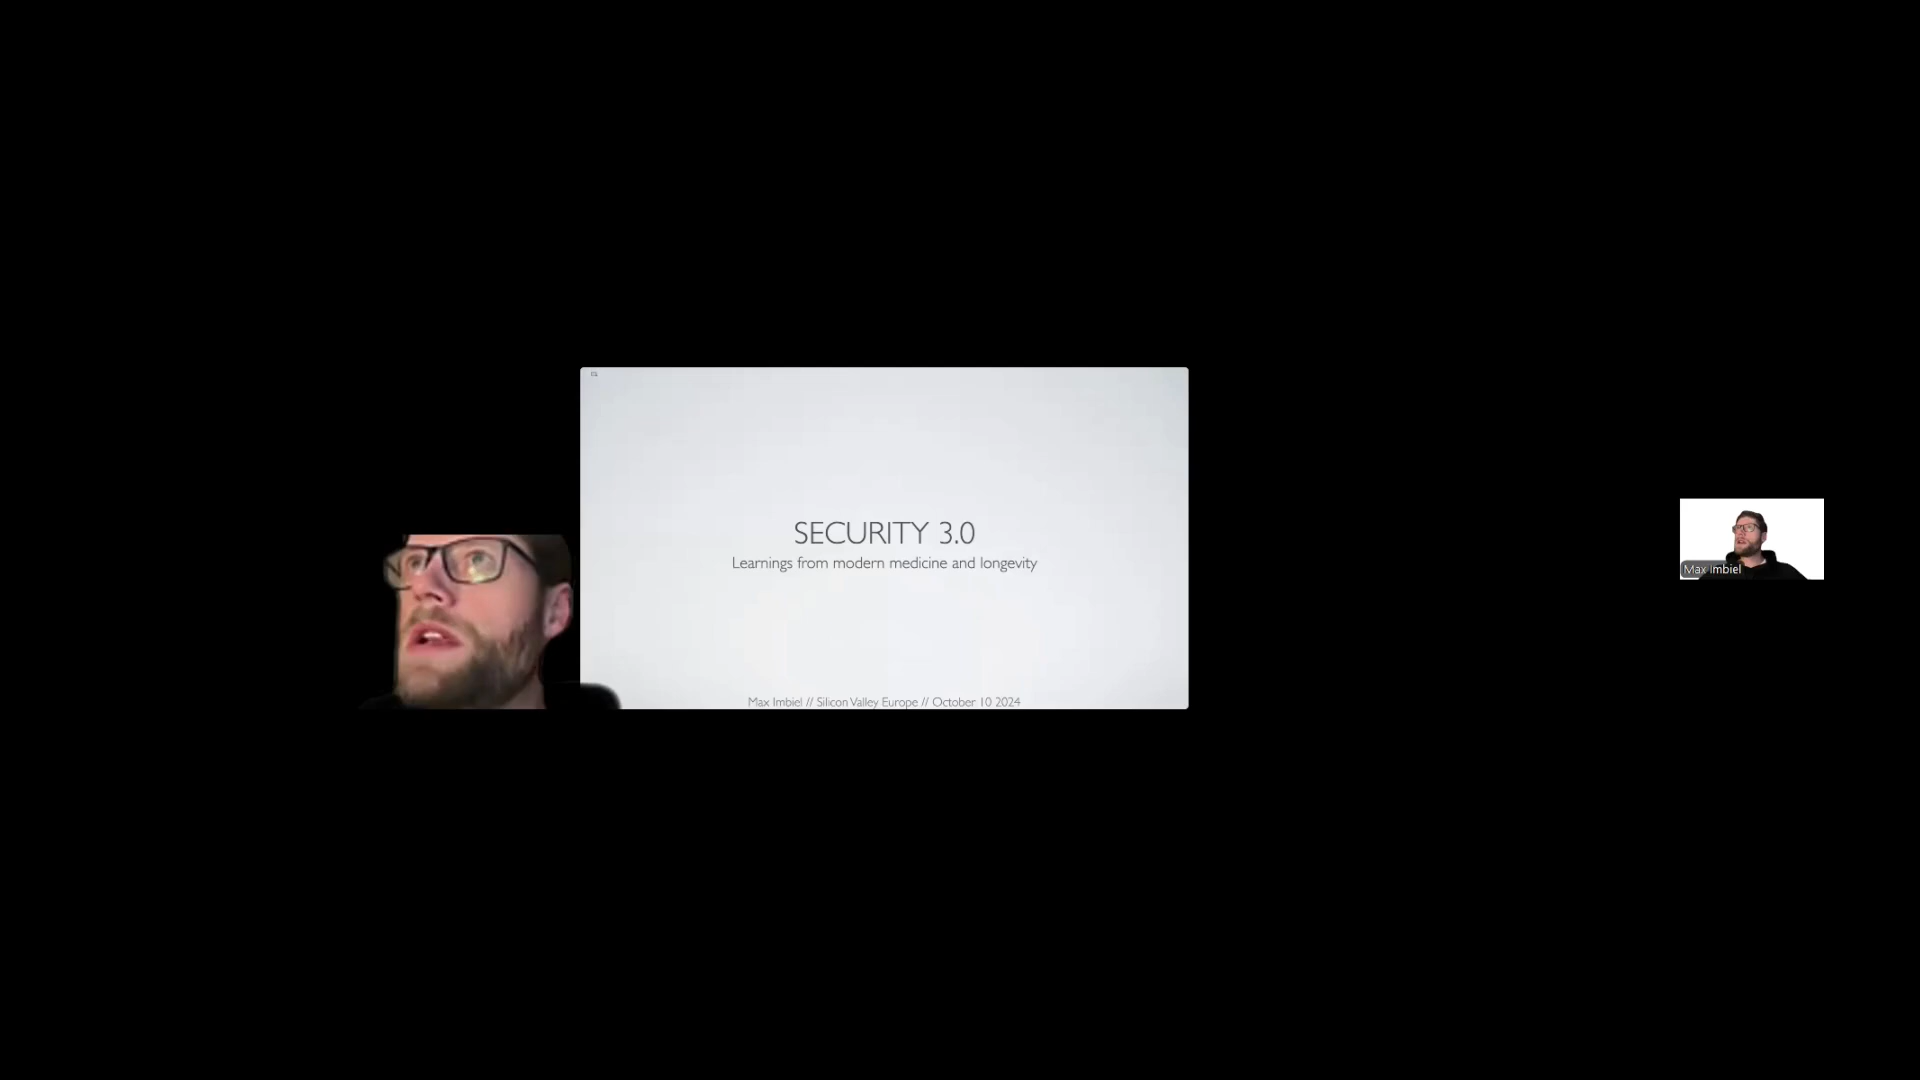 SECURITY 3.0
Learnings from modern medicine and longevity
Max Imbiel // Silicon Valley Europe // October 10 2024
Max Imbiel